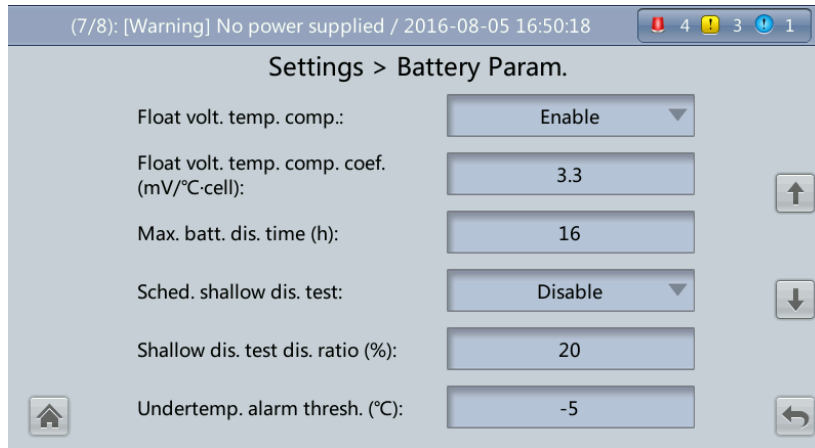 (7/8): [Warning] No power supplied / 2016-08-05 16:50:18 4 ! 3 ! 1
Settings > Battery Param.
Float volt. temp. comp.: Enable
Float volt. temp. comp. coef.
(mV/℃·cell): 3.3
Max. batt. dis. time (h): 16
Sched. shallow dis. test: Disable
Shallow dis. test dis. ratio (%): 20
Undertemp. alarm thresh. (℃): -5